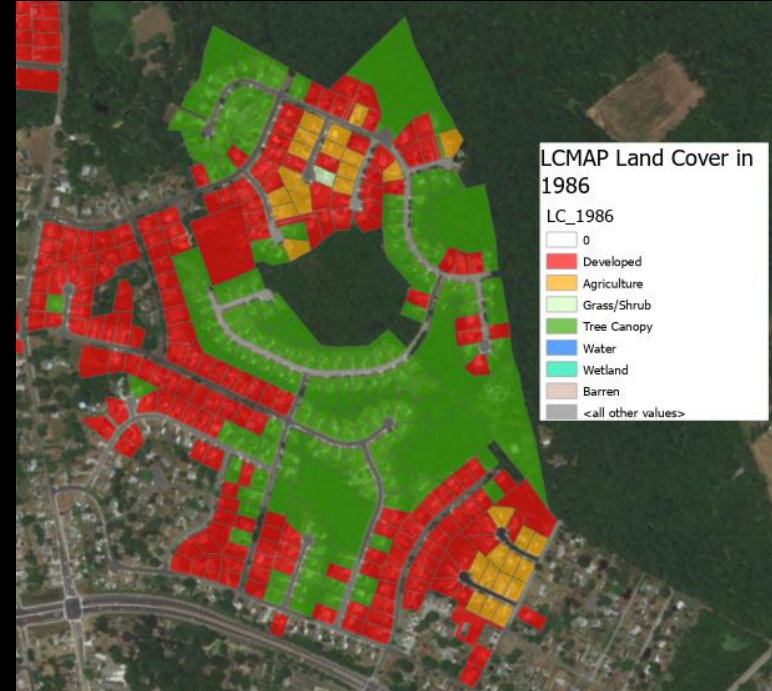 LCMAP Land Cover in
1986
LC_1986
0
Developed
Agriculture
Grass/Shrub
Tree Canopy
Water
Wetland
Barren
<all other values>